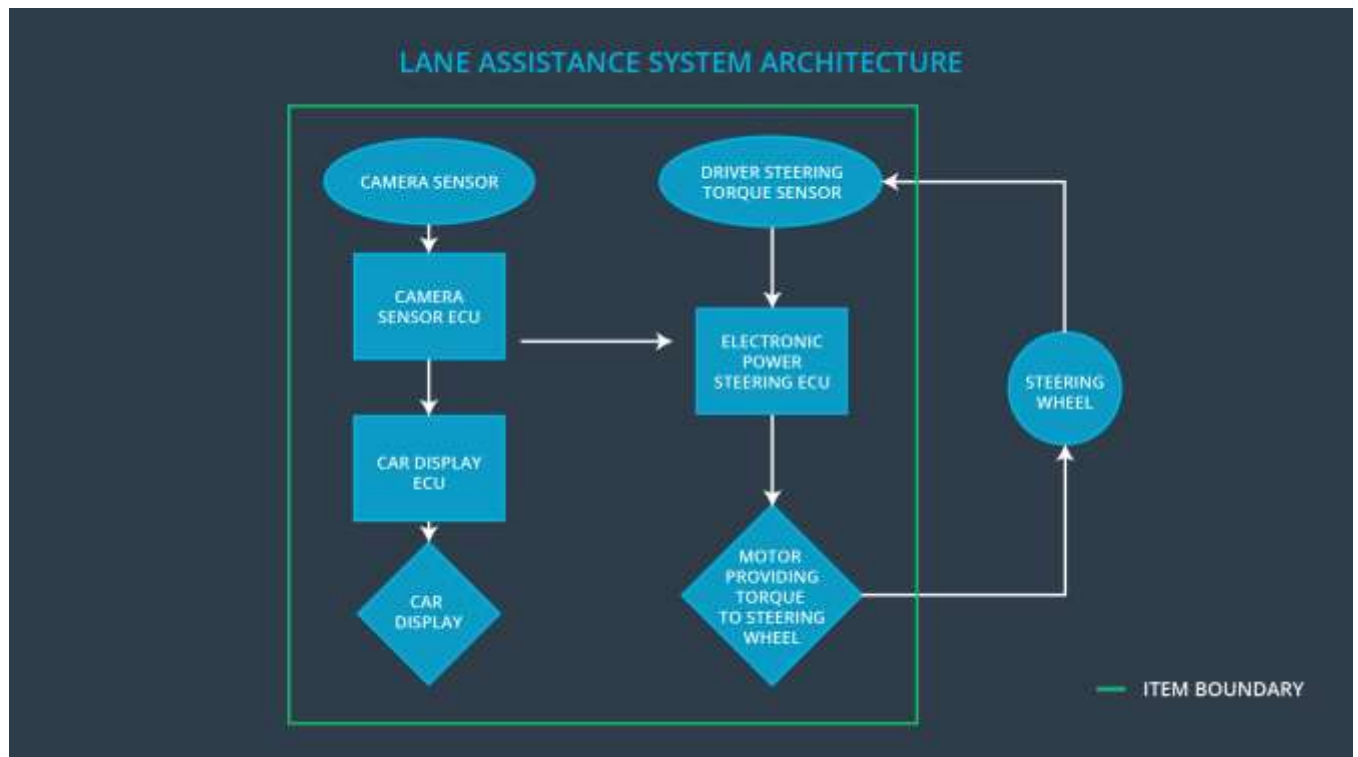 LANE ASSISTANCE SYSTEM ARCHITECTURE
CAMERA SENSOR
CAMERA
SENSOR ECU
CAR DISPLAY
ECU
CAR
DISPLAY
DRIVER STEERING
TORQUE SENSOR
ELECTRONIC
POWER
STEERING ECU
MOTOR
PROVIDING
TORQUE
TO STEERING
WHEEL
STEERING
WHEEL
ITEM BOUNDARY